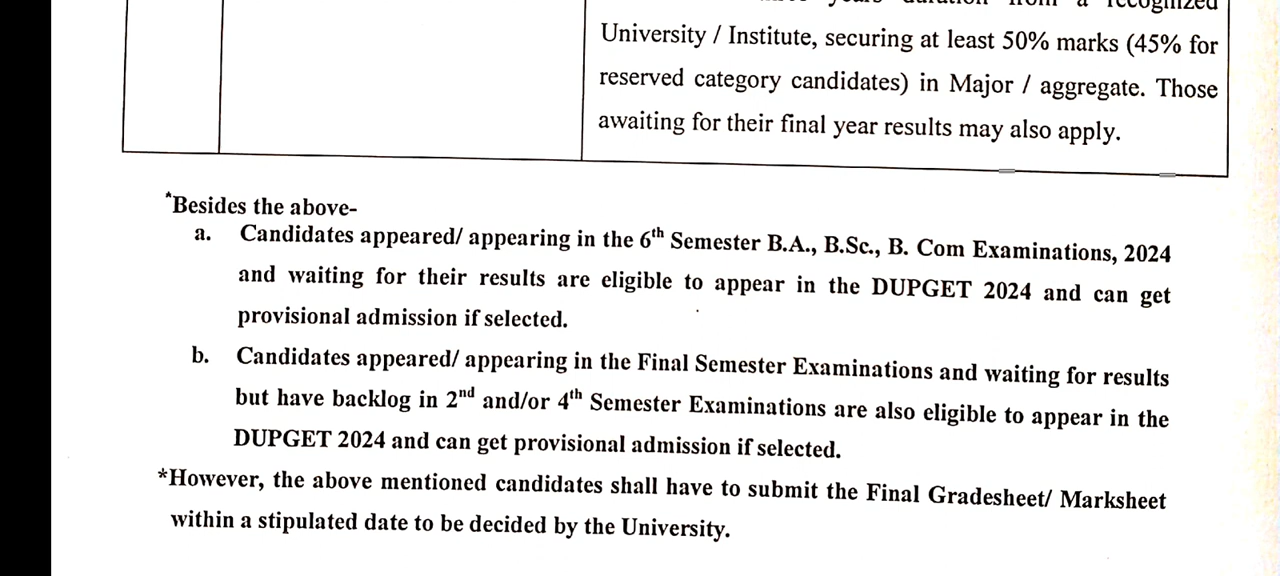 years duration from a recognized
University / Institute, securing at least 50% marks (45% for
reserved category candidates) in Major / aggregate. Those
awaiting for their final year results may also apply.
*Besides the above-
a. Candidates appeared/ appearing in the 6th Semester B.A., B.Sc., B. Com Examinations, 2024
and waiting for their results are eligible to appear in the DUPGET 2024 and can get
provisional admission if selected.
b. Candidates appeared/ appearing in the Final Semester Examinations and waiting for results
but have backlog in 2nd and/or 4th Semester Examinations are also eligible to appear in the
DUPGET 2024 and can get provisional admission if selected.
*However, the above mentioned candidates shall have to submit the Final Gradesheet/ Marksheet
within a stipulated date to be decided by the University.